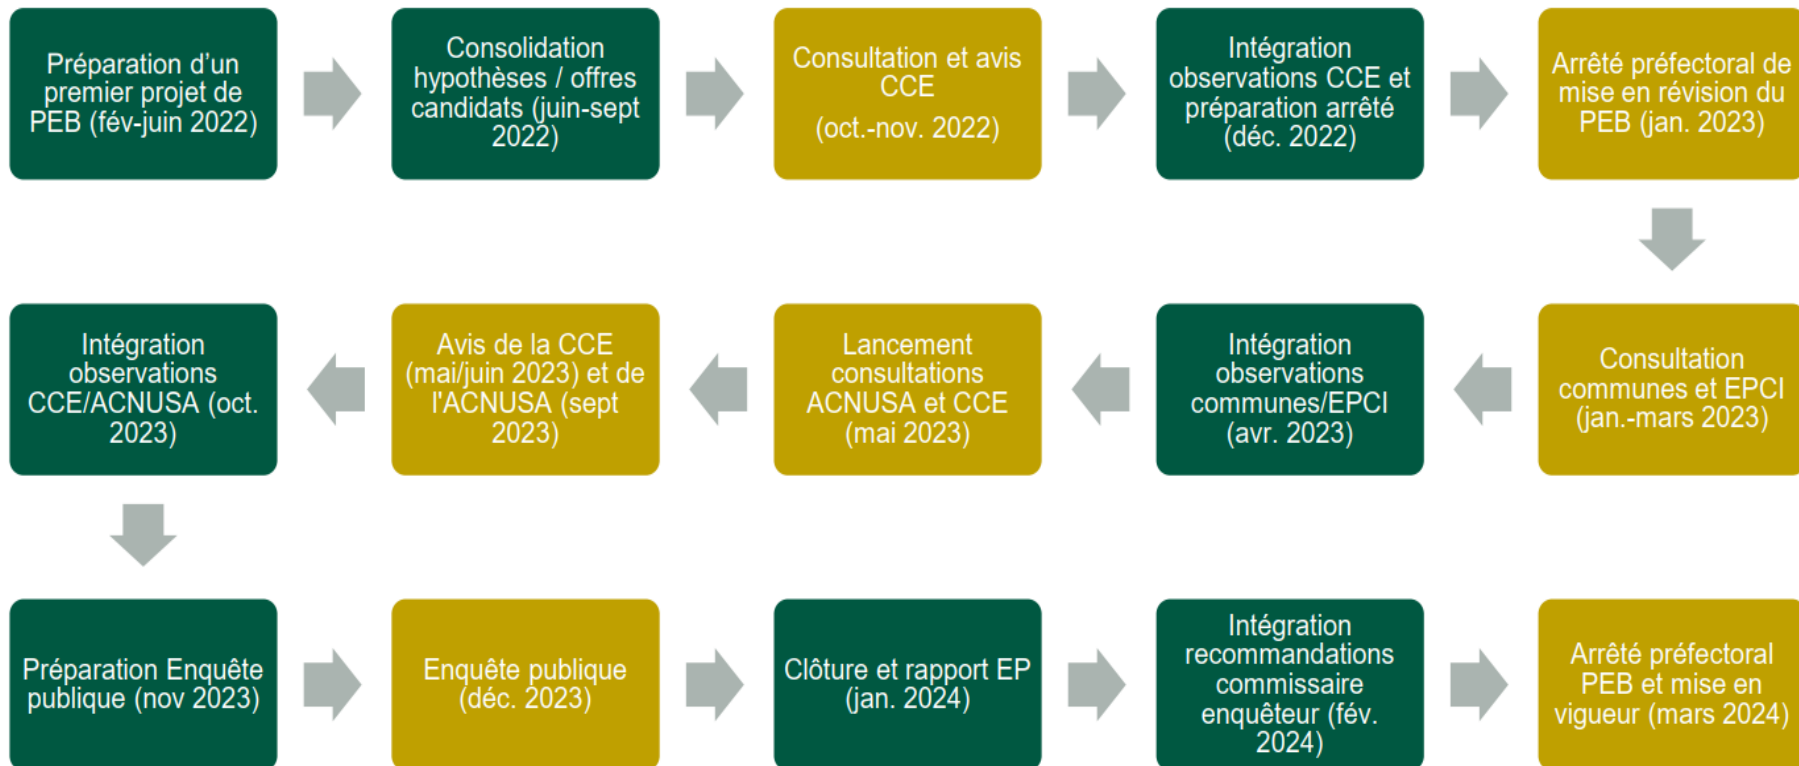 Préparation d'un
premier projet de
PEB (fév-juin 2022)
Consolidation
hypothèses / offres
candidats (juin-sept
2022)
Consultation et avis
CCE
(oct.-nov. 2022)
Intégration
observations CCE et
préparation arrêté
(déc. 2022)
Arrêté préfectoral de
mise en révision du
PEB (jan. 2023)
Consultation
communes et EPCI
(jan.-mars 2023)
Intégration
observations
communes/EPCI
(avr. 2023)
Lancement
consultations
ACNUSA et CCE
(mai 2023)
Avis de la CCE
(mai/juin 2023) et de
l'ACNUSA (sept
2023)
Intégration
observations
CCE/ACNUSA (oct.
2023)
Préparation Enquête
publique (nov 2023)
Enquête publique
(déc. 2023)
Clôture et rapport EP
(jan. 2024)
Intégration
recommandations
commissaire
enquêteur (fév.
2024)
Arrêté préfectoral
PEB et mise en
vigueur (mars 2024)